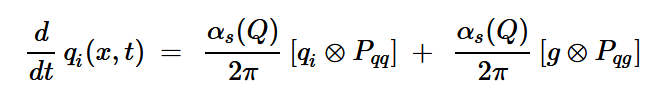 d/dt q_i(x, t) = α_s(Q)/2π [q_i ⊗ P_qq] + α_s(Q)/2π [g ⊗ P_qg]